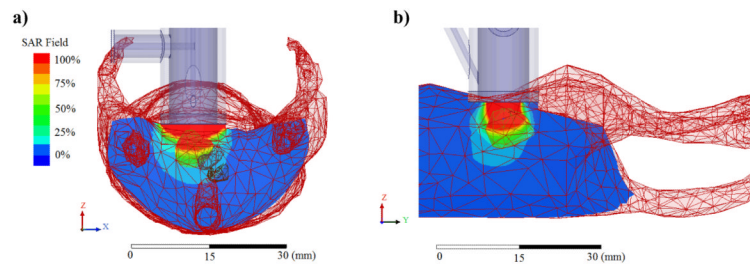 a)
SAR Field
100%
75%
50%
25%
0%
Z
X
0 15 30 (mm)
b)
Z
Y
0 15 30 (mm)